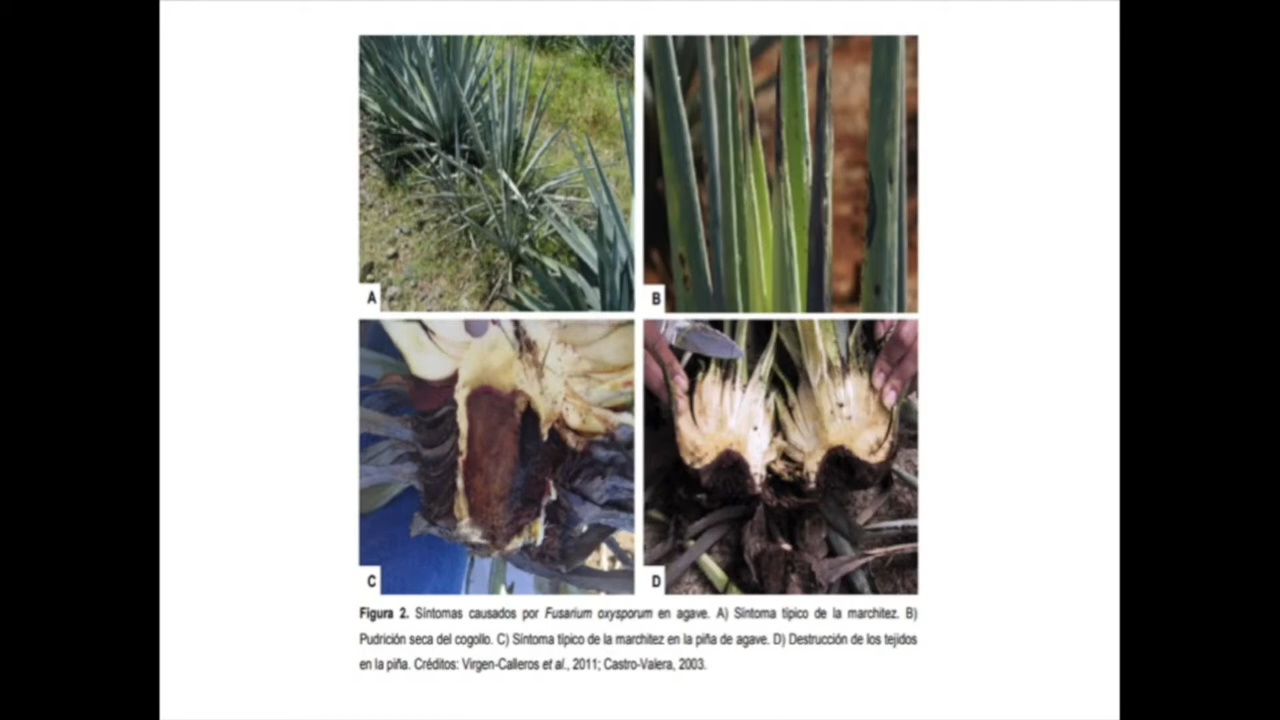 A
B
C
D
Figura 2. Síntomas causados por Fusarium oxysporum en agave. A) Síntoma típico de la marchitez. B)
Pudrición seca del cogollo. C) Síntoma típico de la marchitez en la piña de agave. D) Destrucción de los tejidos
en la piña. Créditos: Virgen-Calleros et al., 2011; Castro-Valera, 2003.